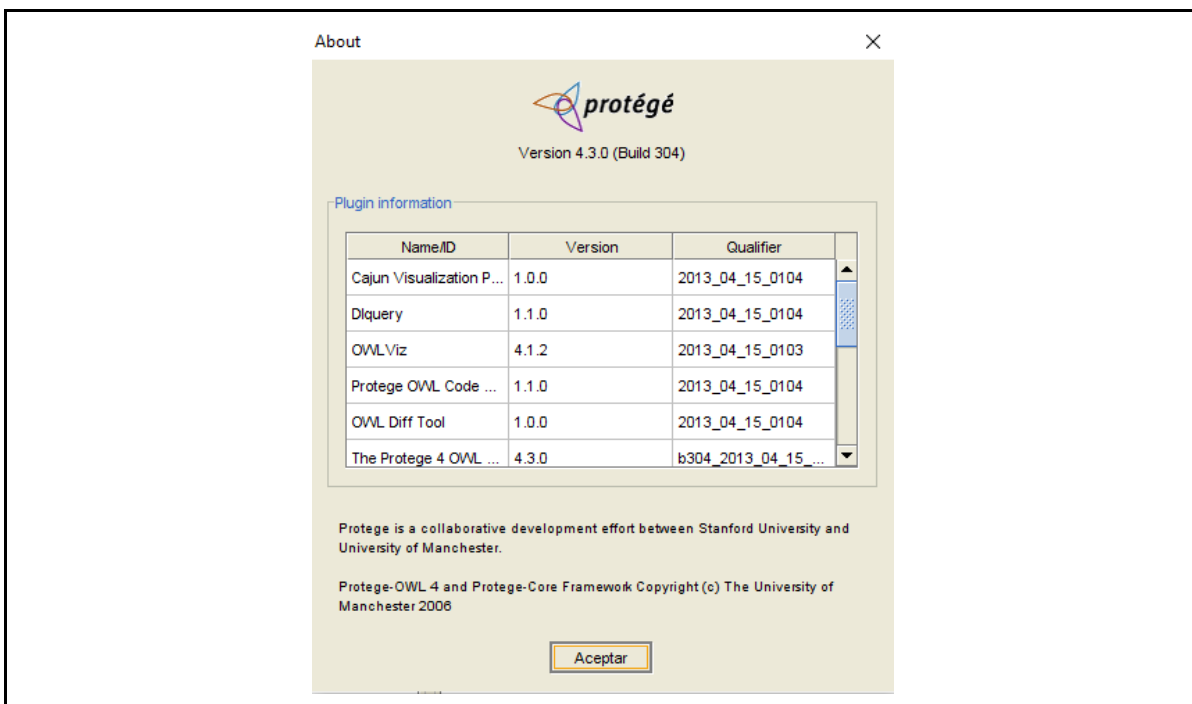 About
protégé
Version 4.3.0 (Build 304)
Plugin information
Name/ID Version Qualifier
Cajun Visualization P... 1.0.0 2013_04_15_0104
Dlquery 1.1.0 2013_04_15_0104
OWLViz 4.1.2 2013_04_15_0103
Protege OWL Code ... 1.1.0 2013_04_15_0104
OWL Diff Tool 1.0.0 2013_04_15_0104
The Protege 4 OWL ... 4.3.0 b304_2013_04_15_...
Protege is a collaborative development effort between Stanford University and
University of Manchester.
Protege-OWL 4 and Protege-Core Framework Copyright (c) The University of
Manchester 2006
Aceptar